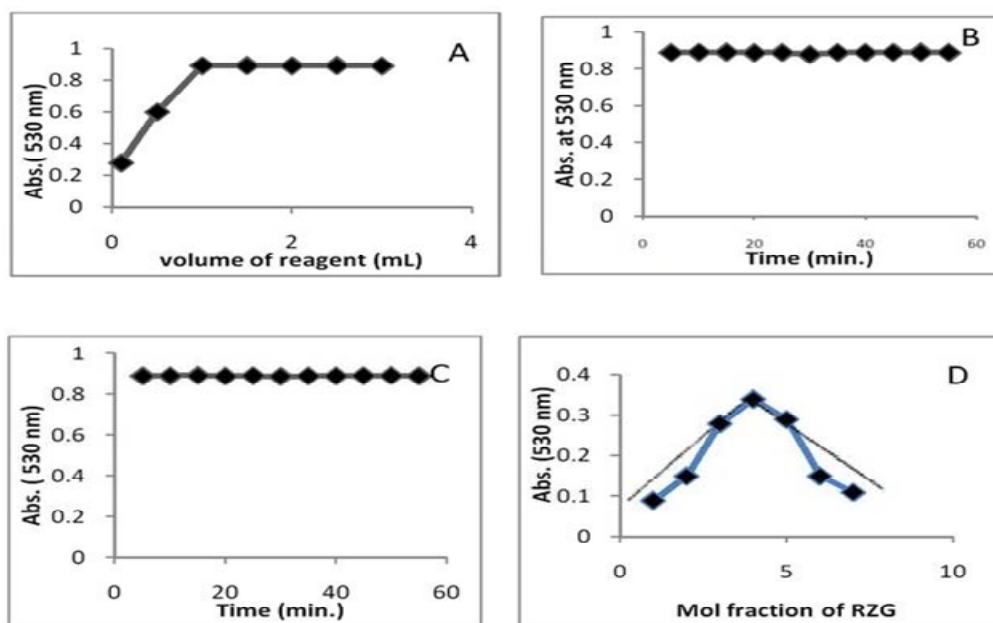 A
1
0.8
0.6
0.4
0.2
0
Abs.( 530 nm)
0 2 4
volume of reagent (mL)
B
1
0.8
0.6
0.4
0.2
0
Abs. at 530 nm
0 20 40 60
Time (min.)
C
1
0.8
0.6
0.4
0.2
0
Abs. ( 530 nm)
0 20 40 60
Time (min.)
D
0.4
0.3
0.2
0.1
0
Abs. (530 nm)
0 5 10
Mol fraction of RZG